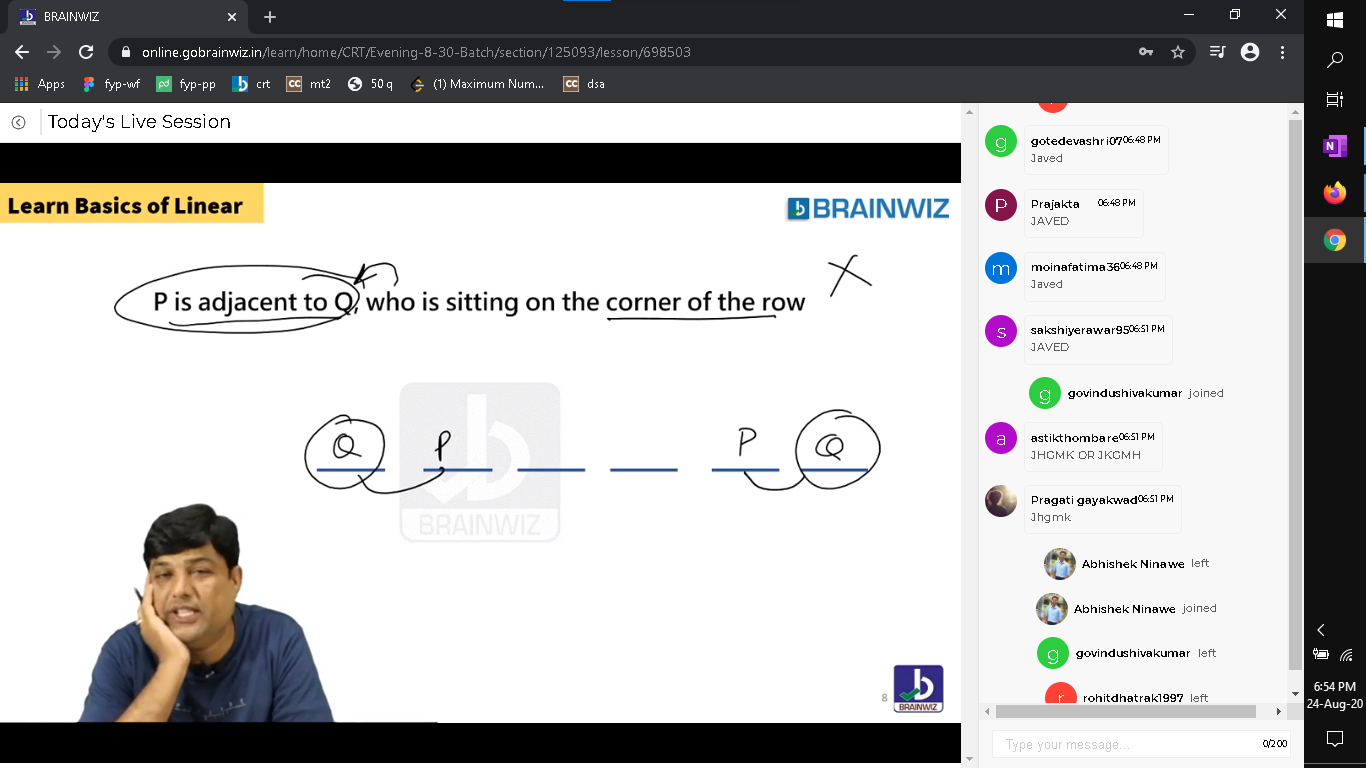 BRAINWIZ
online.gobrainwiz.in/learn/home/CRT/Evening-8-30-Batch/section/125093/lesson/698503
Apps fyp-wf fyp-pp crt CC mt2 50 q (1) Maximum Num... CC dsa
Today's Live Session
Learn Basics of Linear
BRAINWIZ
P is adjacent to Q, who is sitting on the corner of the row
Q P P Q
BRAINWIZ
8
BRAINWIZ
g gotedevashri07 06:48 PM
Javed
P Prajakta 06:48 PM
JAVED
m moinafatima36 06:48 PM
Javed
s sakshiyerawar95 06:51 PM
JAVED
g govindushivakumar joined
a astikthombare 06:51 PM
JHGMK OR JKGMH
Pragati gayakwad 06:51 PM
Jhgmk
Abhishek Ninawe left
Abhishek Ninawe joined
g govindushivakumar left
r rohitdhatrak1997 left
Type your message... 0/200
N
6:54 PM
24-Aug-20